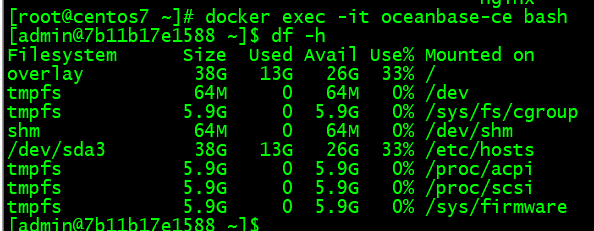 nginx
[root@centos7 ~]# docker exec -it oceanbase-ce bash
[admin@7b11b17e1588 ~]$ df -h
Filesystem      Size  Used Avail Use% Mounted on
overlay          38G   13G   26G  33% /
tmpfs            64M     0   64M   0% /dev
tmpfs           5.9G     0  5.9G   0% /sys/fs/cgroup
shm              64M     0   64M   0% /dev/shm
/dev/sda3        38G   13G   26G  33% /etc/hosts
tmpfs           5.9G     0  5.9G   0% /proc/acpi
tmpfs           5.9G     0  5.9G   0% /proc/scsi
tmpfs           5.9G     0  5.9G   0% /sys/firmware
[admin@7b11b17e1588 ~]$